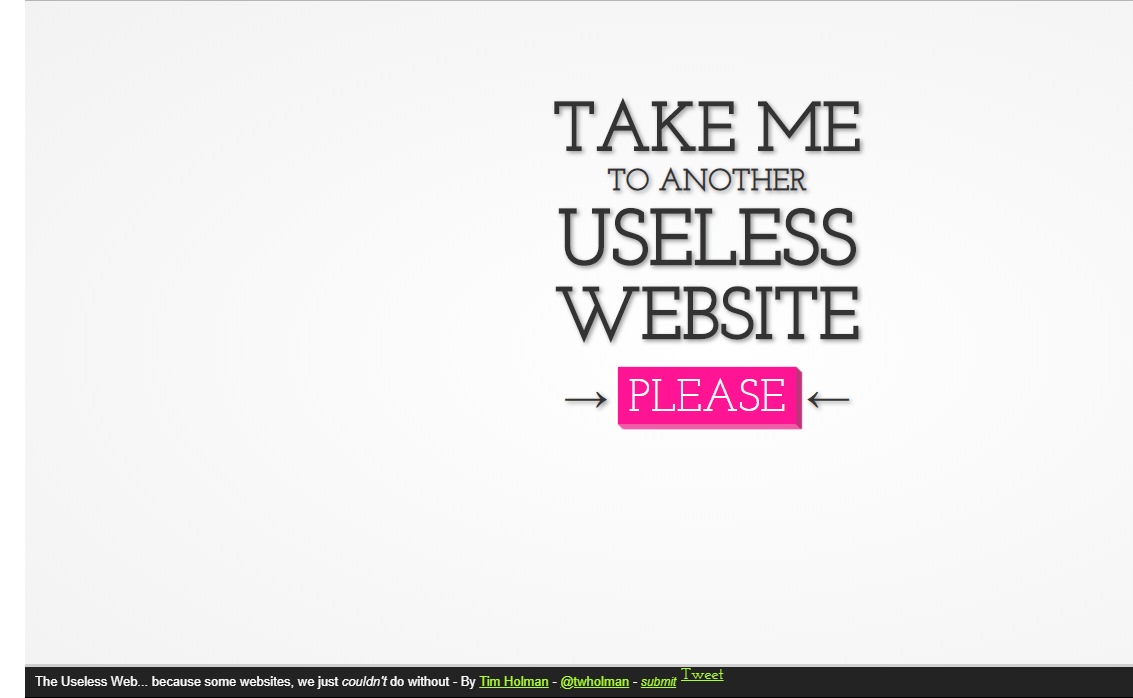 TAKE ME
TO ANOTHER
USELESS
WEBSITE
→ PLEASE ←
The Useless Web... because some websites, we just couldn't do without - By Tim Holman - @twholman - submit Tweet